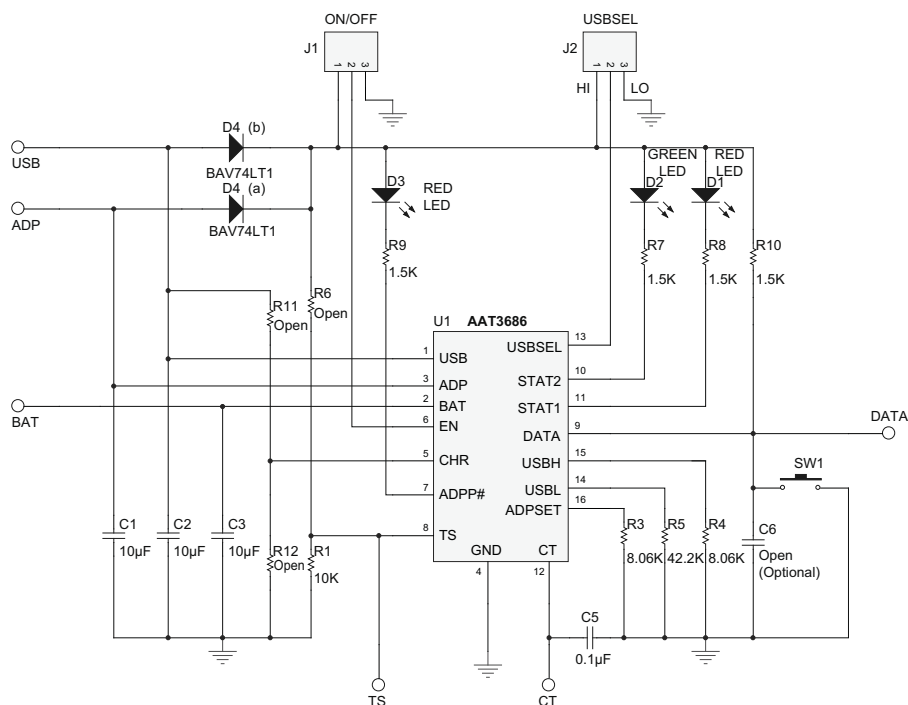 ON/OFF
USBSEL
J1
J2
1 2 3
1 2 3
HI
LO
D4 (b)
USB
BAV74LT1
D4 (a)
ADP
BAV74LT1
D3
RED
LED
GREEN
LED
D2
RED
LED
D1
R9
1.5K
R7
1.5K
R8
1.5K
R10
1.5K
R11
Open
R6
Open
U1 AAT3686
1 USB
3 ADP
2 BAT
6 EN
5 CHR
7 ADPP#
8 TS
USBSEL 13
STAT2 10
STAT1 11
DATA 9
USBH 15
USBL 14
ADPSET 16
GND
4
CT
12
BAT
DATA
SW1
C1
10μF
C2
10μF
C3
10μF
R12
Open
R1
10K
R3
8.06K
R5
42.2K
R4
8.06K
C6
Open
(Optional)
C5
0.1μF
TS
CT